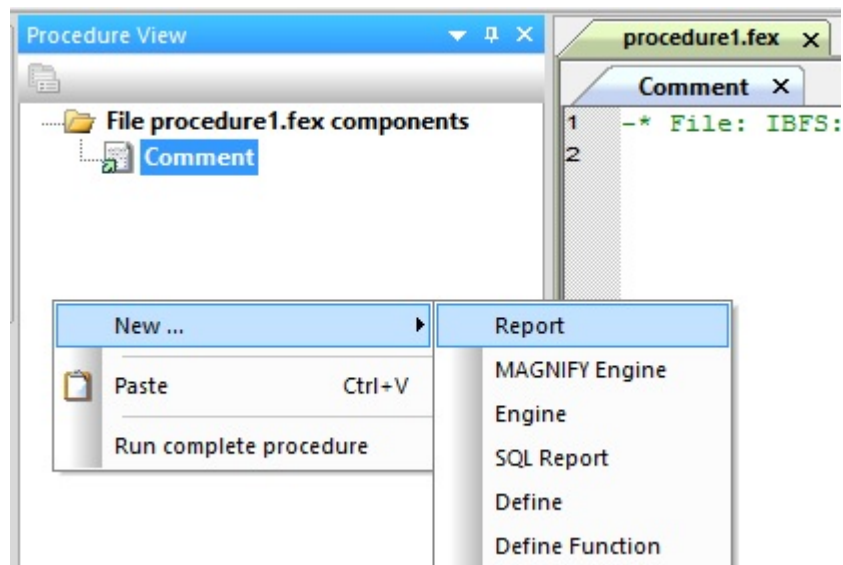 Procedure View
procedure1.fex
Comment
File procedure1.fex components
Comment
1 -* File: IBFS:
2
New ...
Paste Ctrl+V
Run complete procedure
Report
MAGNIFY Engine
Engine
SQL Report
Define
Define Function